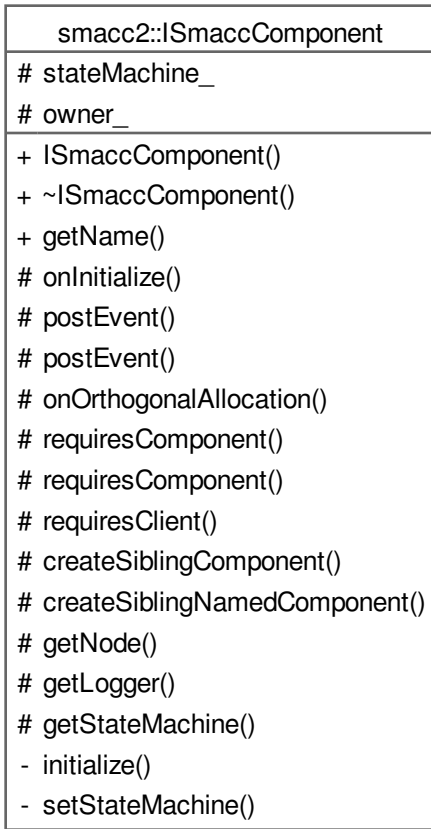 smacc2::ISmaccComponent
# stateMachine_
# owner_
+ ISmaccComponent()
+ ~ISmaccComponent()
+ getName()
# onInitialize()
# postEvent()
# postEvent()
# onOrthogonalAllocation()
# requiresComponent()
# requiresComponent()
# requiresClient()
# createSiblingComponent()
# createSiblingNamedComponent()
# getNode()
# getLogger()
# getStateMachine()
- initialize()
- setStateMachine()